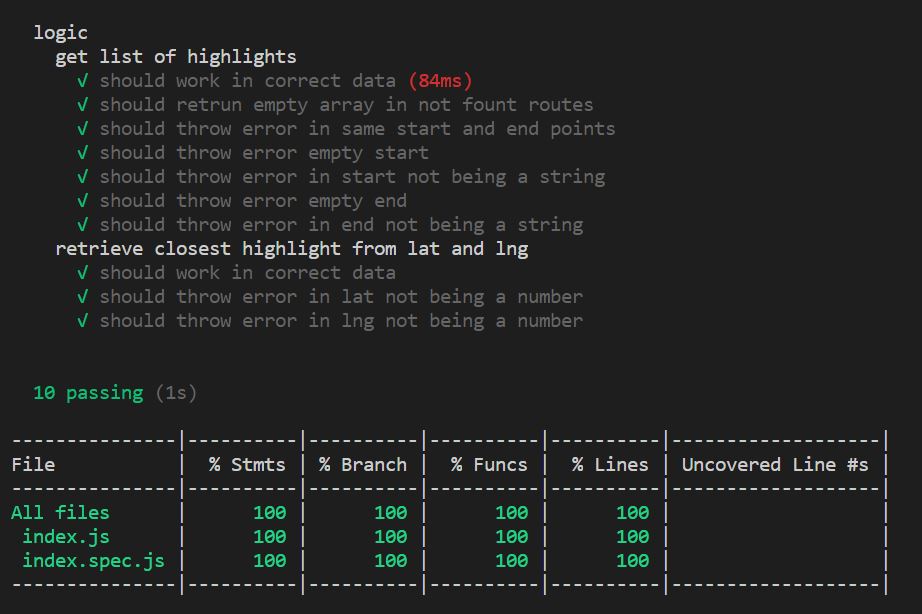 logic
get list of highlights
√ should work in correct data (84ms)
√ should retrun empty array in not fount routes
√ should throw error in same start and end points
√ should throw error empty start
√ should throw error in start not being a string
√ should throw error empty end
√ should throw error in end not being a string
retrieve closest highlight from lat and lng
√ should work in correct data
√ should throw error in lat not being a number
√ should throw error in lng not being a number
10 passing (1s)
---------------|----------|----------|----------|----------|-------------------|
File | % Stmts | % Branch | % Funcs | % Lines | Uncovered Line #s |
---------------|----------|----------|----------|----------|-------------------|
All files | 100 | 100 | 100 | 100 | |
index.js | 100 | 100 | 100 | 100 | |
index.spec.js | 100 | 100 | 100 | 100 | |
---------------|----------|----------|----------|----------|-------------------|